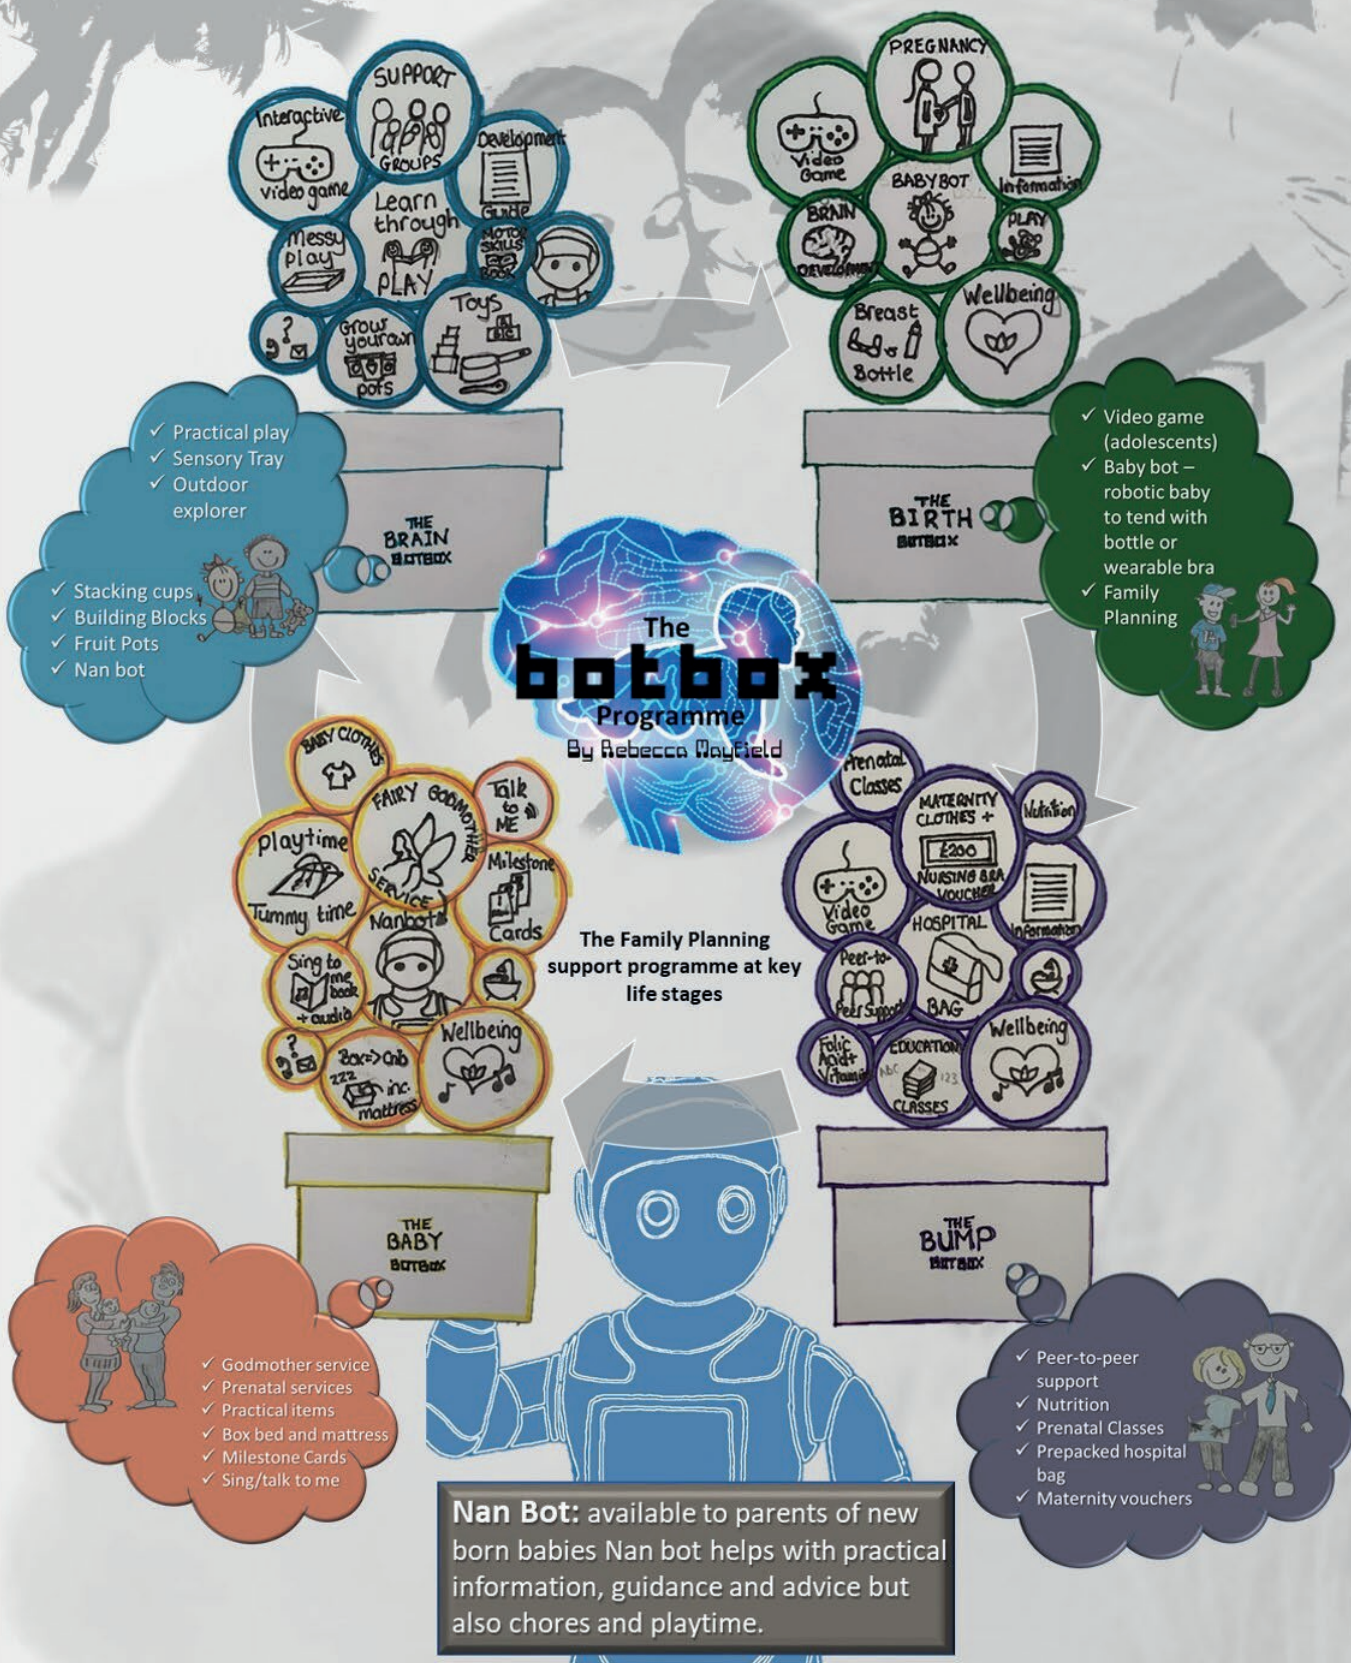 SUPPORT
GROUPS
Interactive
video game
Development
Guide
Learn
through
PLAY
Messy
play
MOTOR
SKILLS
BOOK
Toys
ABC
?
Grow
your own
pots
THE
BRAIN
BOTBOX
✓ Practical play
✓ Sensory Tray
✓ Outdoor
explorer
✓ Stacking cups
✓ Building Blocks
✓ Fruit Pots
✓ Nan bot
PREGNANCY
Video
Game
Information
BABYBOT
BRAIN
DEVELOPMENT
PLAY
Breast
Bottle
Wellbeing
THE
BIRTH
BOTBOX
✓ Video game
(adolescents)
✓ Baby bot –
robotic baby
to tend with
bottle or
wearable bra
✓ Family
Planning
The
botbox
Programme
By Rebecca Mayfield
The Family Planning
support programme at key
life stages
BABY CLOTHES
FAIRY GODMOTHER
SERVICE
Talk
to
ME
Playtime
Tummy time
Milestone
Cards
Nanbot
Sing to
me
book
+ audio
?
Box=> Crib
zzz
inc.
mattress
Wellbeing
THE
BABY
BOTBOX
✓ Godmother service
✓ Prenatal services
✓ Practical items
✓ Box bed and mattress
✓ Milestone Cards
✓ Sing/talk to me
Prenatal
Classes
MATERNITY
CLOTHES +
£200
NURSING BRA
VOUCHER
Nutrition
Video
Game
Information
HOSPITAL
BAG
Peer-to-
Peer Support
Folic
Acid+
Vitamin
EDUCATION
ABC
123
CLASSES
Wellbeing
THE
BUMP
BOTBOX
✓ Peer-to-peer
support
✓ Nutrition
✓ Prenatal Classes
✓ Prepacked hospital
bag
✓ Maternity vouchers
Nan Bot: available to parents of new
born babies Nan bot helps with practical
information, guidance and advice but
also chores and playtime.